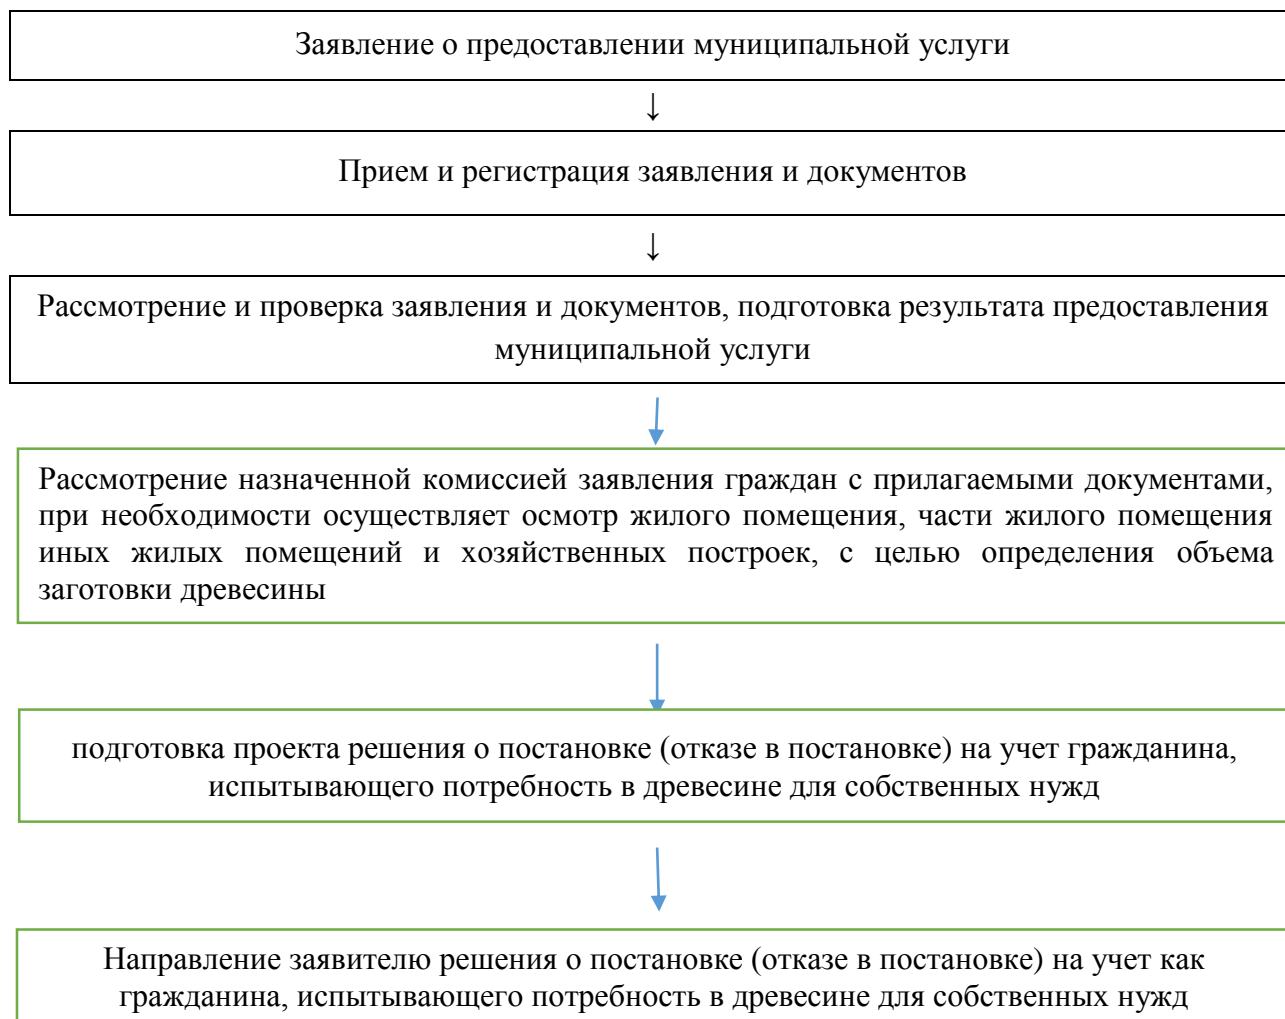 Заявление о предоставлении муниципальной услуги
↓
Прием и регистрация заявления и документов
↓
Рассмотрение и проверка заявления и документов, подготовка результата предоставления
муниципальной услуги
Рассмотрение назначенной комиссией заявления граждан с прилагаемыми документами,
при необходимости осуществляет осмотр жилого помещения, части жилого помещения
иных жилых помещений и хозяйственных построек, с целью определения объема
заготовки древесины
подготовка проекта решения о постановке (отказе в постановке) на учет гражданина,
испытывающего потребность в древесине для собственных нужд
Направление заявителю решения о постановке (отказе в постановке) на учет как
гражданина, испытывающего потребность в древесине для собственных нужд